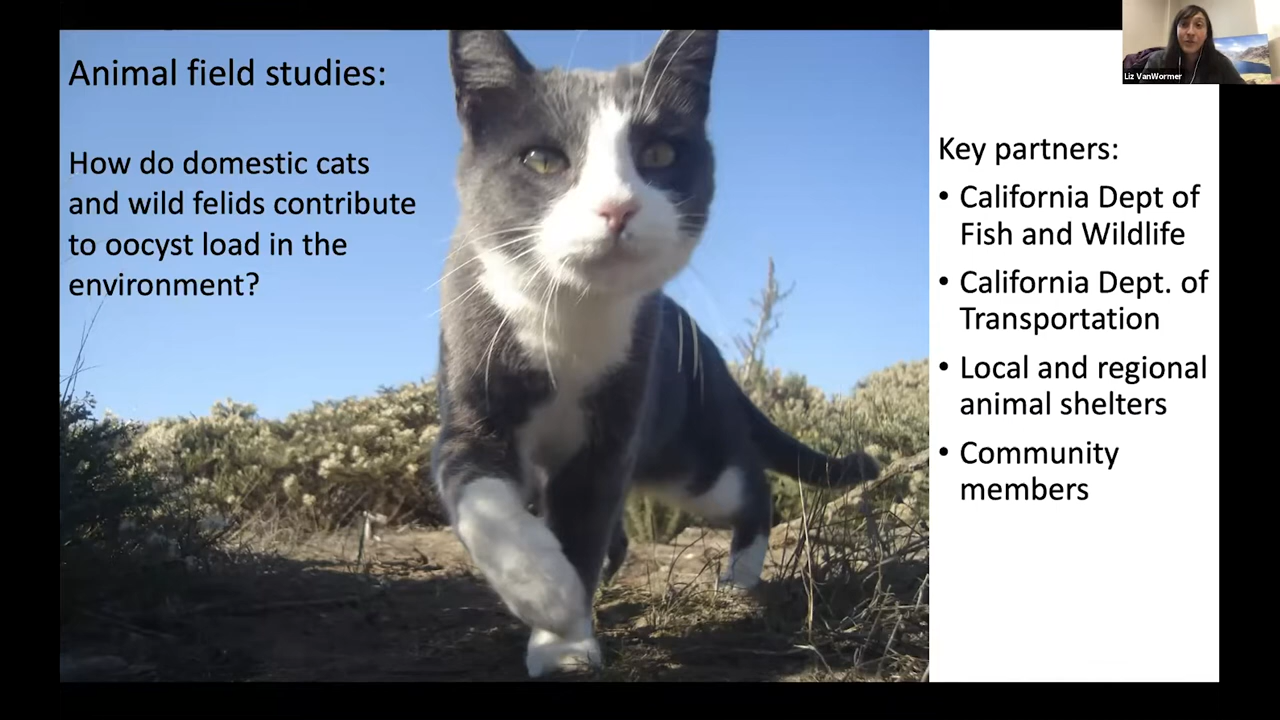 Animal field studies:
How do domestic cats
and wild felids contribute
to oocyst load in the
environment?
Liz VanWormer
Key partners:
• California Dept of
Fish and Wildlife
• California Dept. of
Transportation
• Local and regional
animal shelters
• Community
members